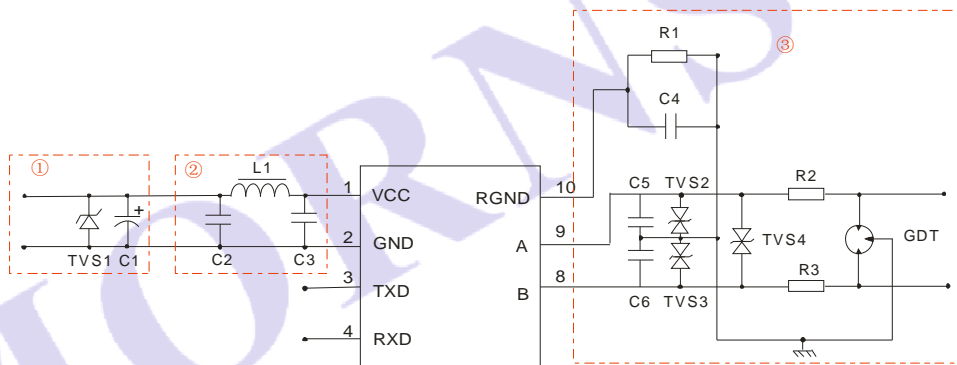 MORNS
③
R1
C4
①
②
L1
TVS1
C1
+
C2
C3
1
VCC
2
GND
3
TXD
4
RXD
RGND
10
A
9
B
8
C5
TVS2
C6
TVS3
TVS4
R2
R3
GDT